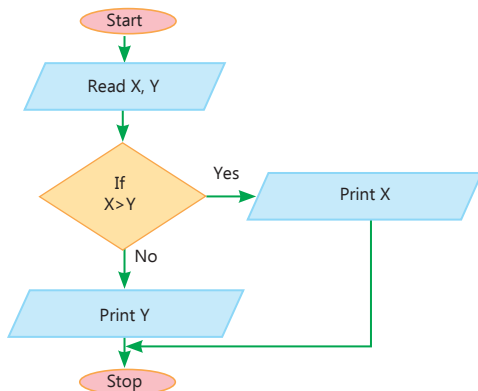 Start
Read X, Y
If
X>Y
Yes
Print X
No
Print Y
Stop